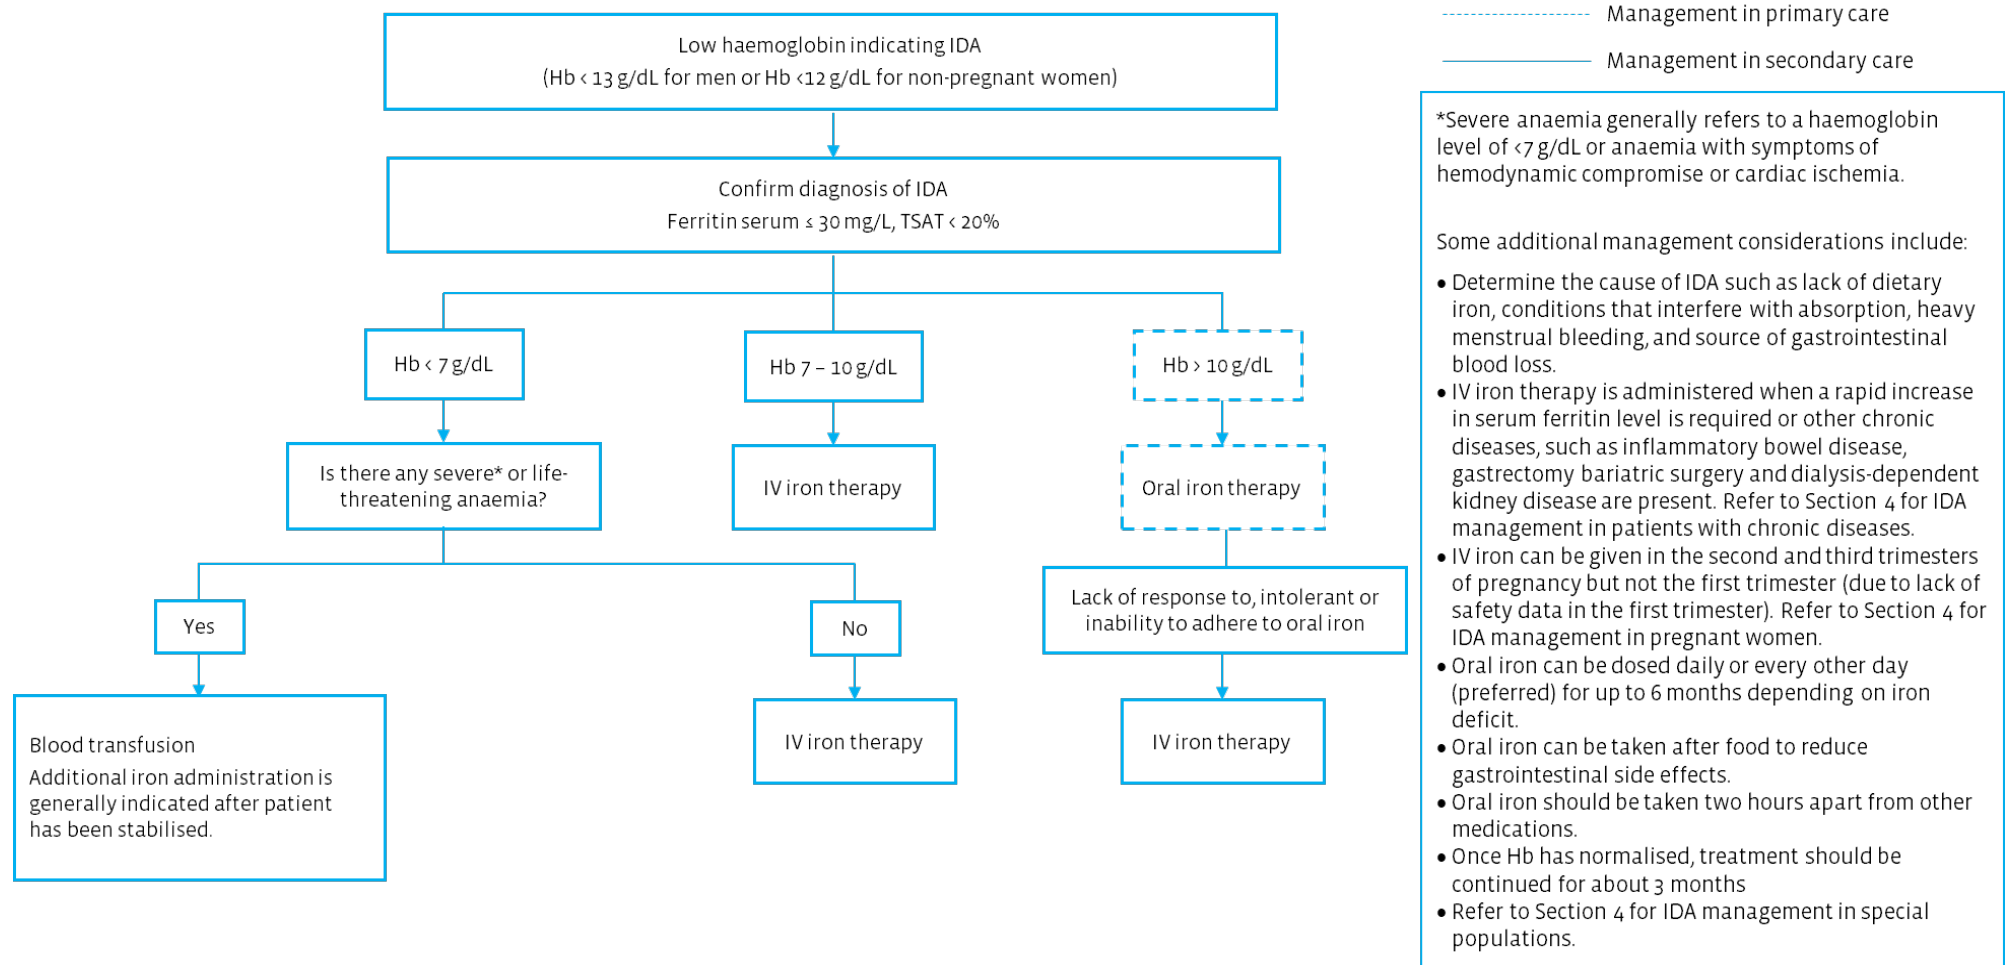 Low haemoglobin indicating IDA
(Hb < 13 g/dL for men or Hb <12 g/dL for non-pregnant women)
Confirm diagnosis of IDA
Ferritin serum ≤ 30 mg/L, TSAT < 20%
Hb < 7 g/dL
Hb 7 – 10 g/dL
Hb > 10 g/dL
Is there any severe* or life-
threatening anaemia?
IV iron therapy
Oral iron therapy
Yes
No
Lack of response to, intolerant or
inability to adhere to oral iron
Blood transfusion
Additional iron administration is
generally indicated after patient
has been stabilised.
IV iron therapy
IV iron therapy
Management in primary care
Management in secondary care
*Severe anaemia generally refers to a haemoglobin
level of <7 g/dL or anaemia with symptoms of
hemodynamic compromise or cardiac ischemia.
Some additional management considerations include:
• Determine the cause of IDA such as lack of dietary
iron, conditions that interfere with absorption, heavy
menstrual bleeding, and source of gastrointestinal
blood loss.
• IV iron therapy is administered when a rapid increase
in serum ferritin level is required or other chronic
diseases, such as inflammatory bowel disease,
gastrectomy bariatric surgery and dialysis-dependent
kidney disease are present. Refer to Section 4 for IDA
management in patients with chronic diseases.
• IV iron can be given in the second and third trimesters
of pregnancy but not the first trimester (due to lack of
safety data in the first trimester). Refer to Section 4 for
IDA management in pregnant women.
• Oral iron can be dosed daily or every other day
(preferred) for up to 6 months depending on iron
deficit.
• Oral iron can be taken after food to reduce
gastrointestinal side effects.
• Oral iron should be taken two hours apart from other
medications.
• Once Hb has normalised, treatment should be
continued for about 3 months
• Refer to Section 4 for IDA management in special
populations.